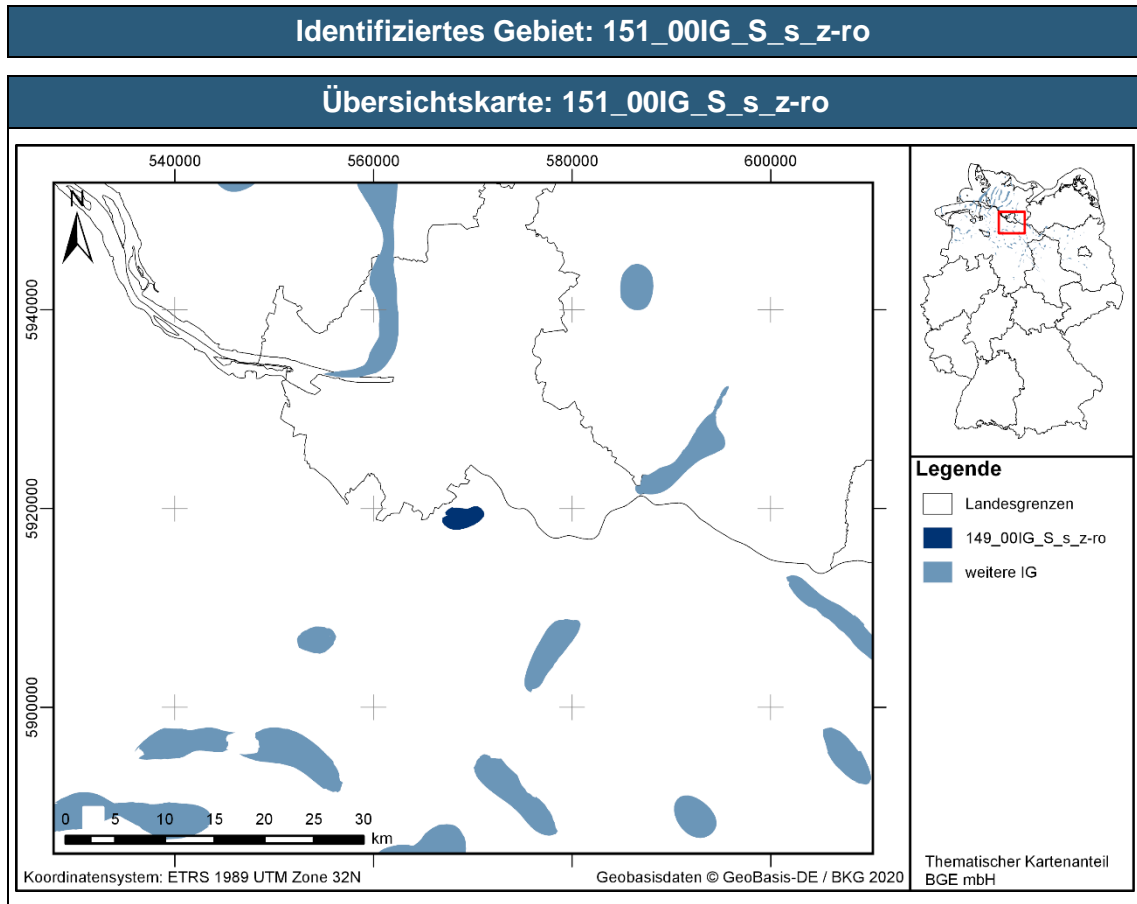 Identifiziertes Gebiet: 151_00IG_S_s_z-ro
Übersichtskarte: 151_00IG_S_s_z-ro
540000 560000 580000 600000
N
5940000
5920000
5900000
0 5 10 15 20 25 30
km
Koordinatensystem: ETRS 1989 UTM Zone 32N
Geobasisdaten © GeoBasis-DE / BKG 2020
Legende
Landesgrenzen
149_00IG_S_s_z-ro
weitere IG
Thematischer Kartenanteil
BGE mbH